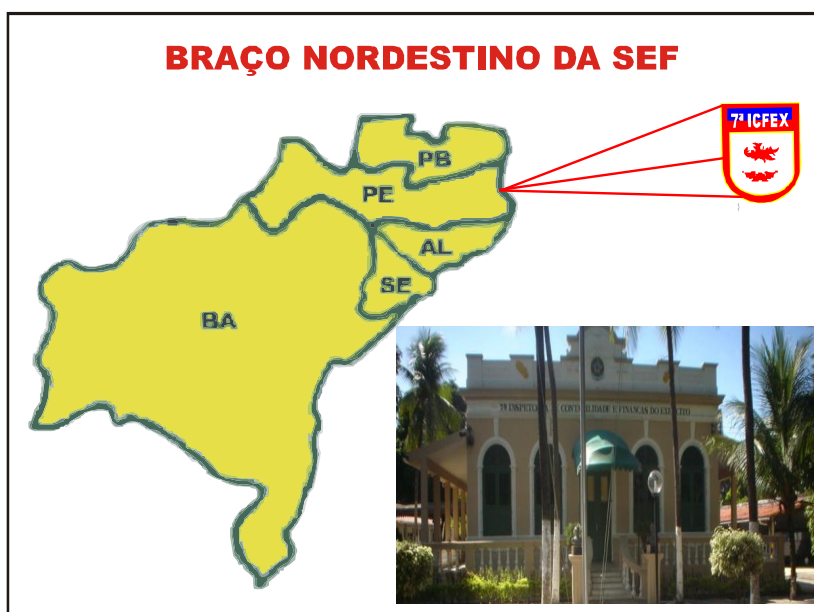 BRAÇO NORDESTINO DA SEF
7ª ICFEX
PB
PE
AL
SE
BA
7ª INSPETORIA DE CONTABILIDADE E FINANÇAS DO EXÉRCITO